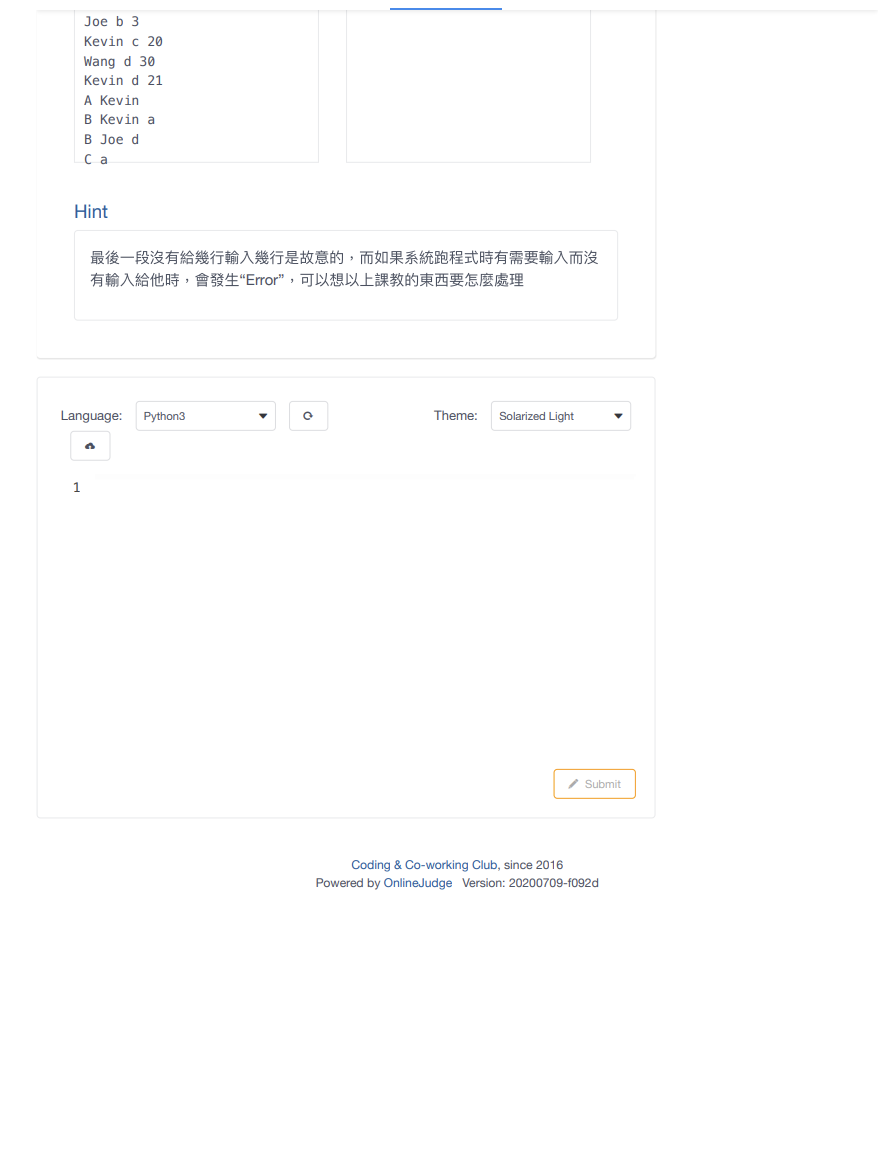 Joe b 3
Kevin c 20
Wang d 30
Kevin d 21
A Kevin
B Kevin a
B Joe d
C a
Hint
最後一段沒有給幾行輸入幾行是故意的，而如果系統跑程式時有需要輸入而沒
有輸入給他時，會發生“Error”，可以想以上課教的東西要怎麼處理
Language: Python3 Theme: Solarized Light
1
Submit
Coding & Co-working Club, since 2016
Powered by OnlineJudge Version: 20200709-f092d